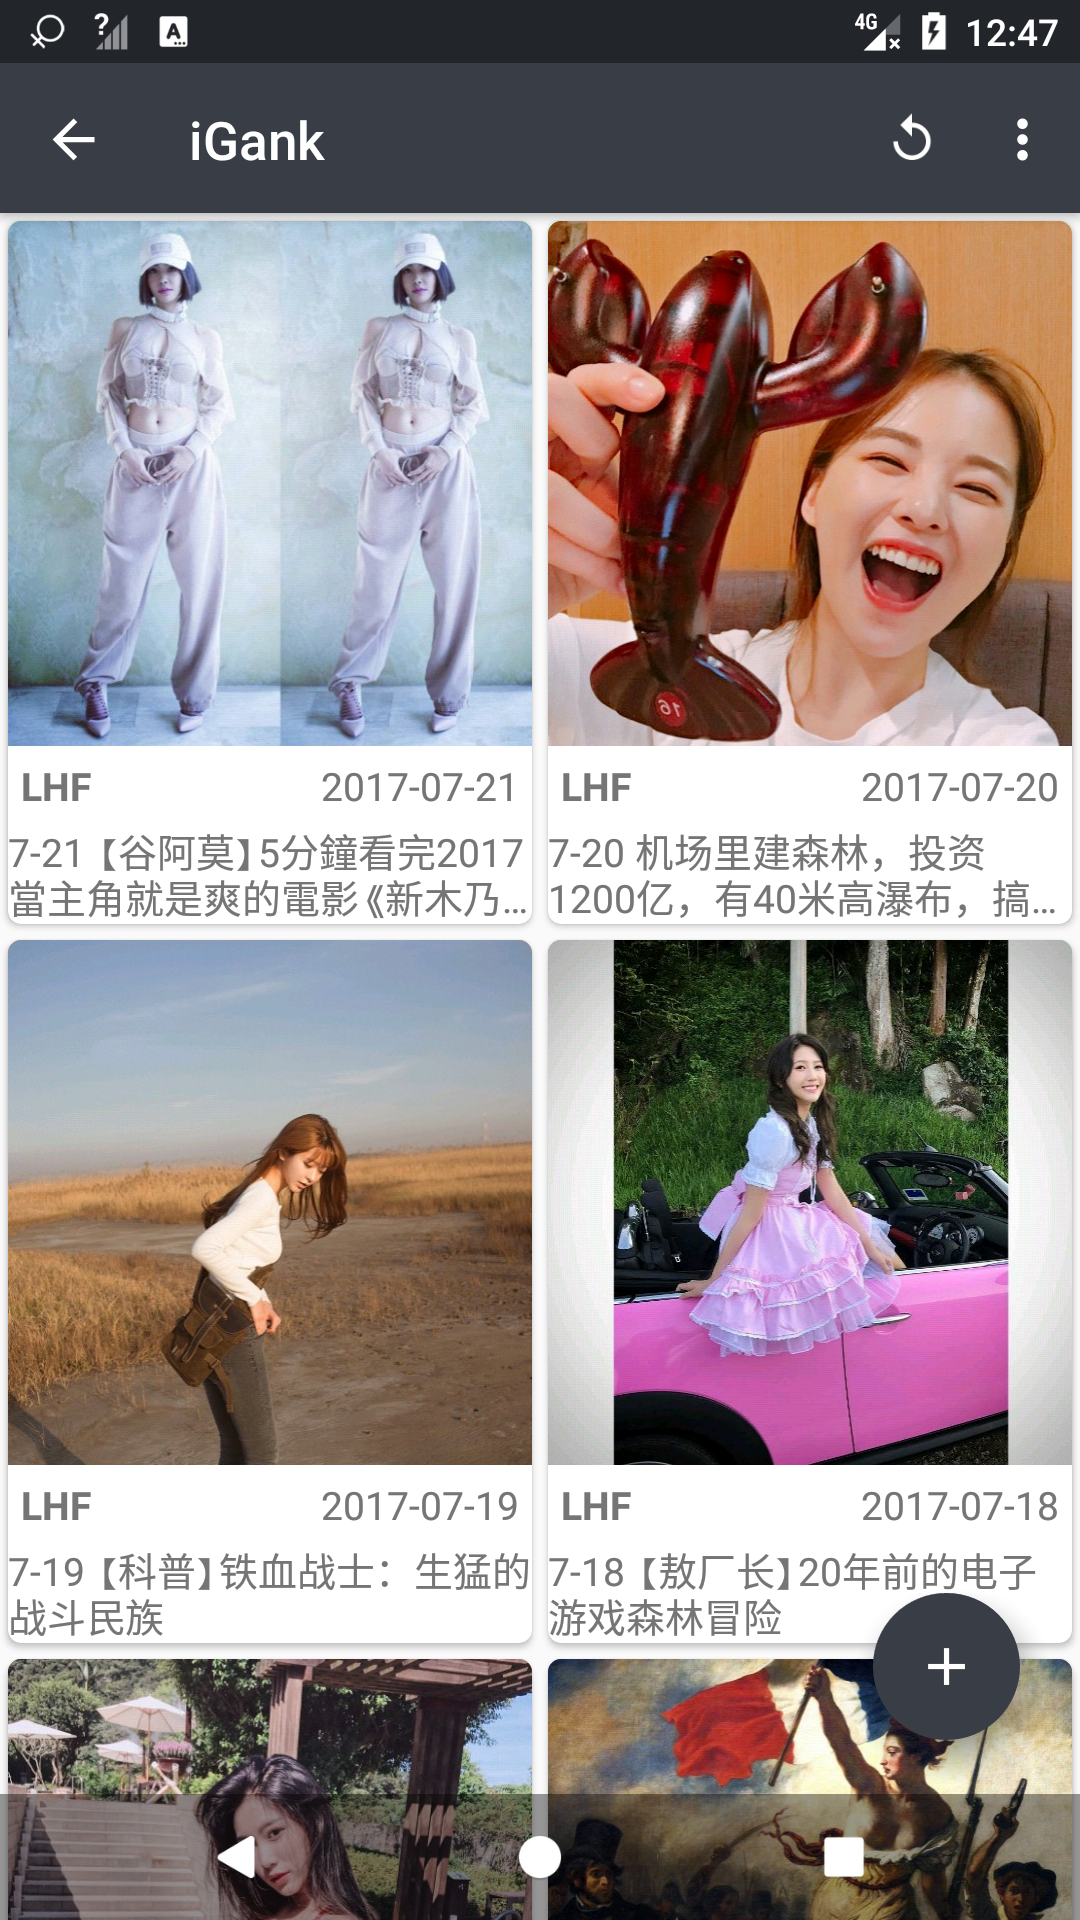 4G 12:47
iGank
LHF 2017-07-21
7-21【谷阿莫】5分鐘看完2017
當主角就是爽的電影《新木乃…
LHF 2017-07-20
7-20 机场里建森林，投资
1200亿，有40米高瀑布，搞…
LHF 2017-07-19
7-19【科普】铁血战士：生猛的
战斗民族
LHF 2017-07-18
7-18【敖厂长】20年前的电子
游戏森林冒险